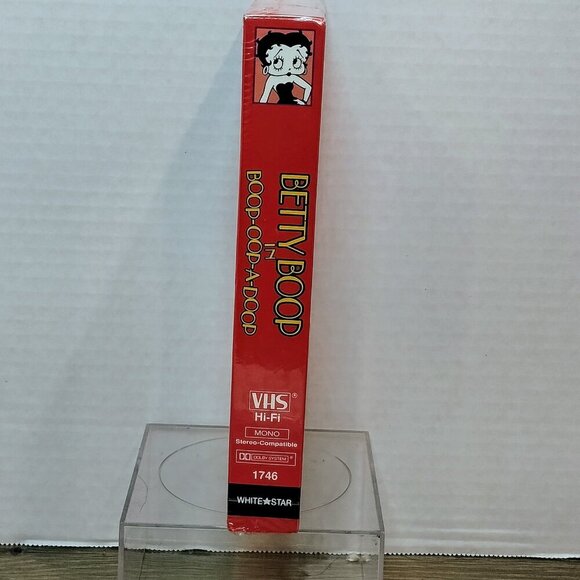 BETTY BOOP
IN
BOOP-OOP-A-DOOP
VHS®
Hi-Fi
MONO
Stereo-Compatible
DOLBY SYSTEM®
1746
WHITE★STAR